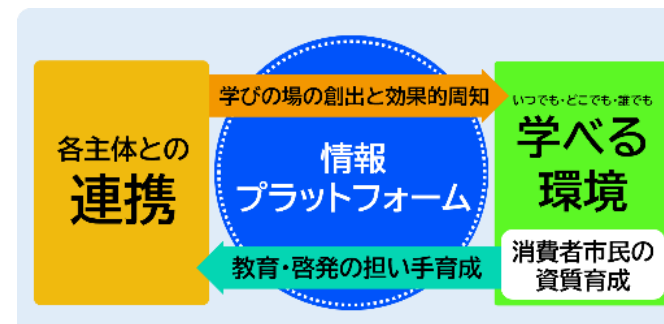 各主体との
連携
学びの場の創出と効果的周知
情報
プラットフォーム
教育・啓発の担い手育成
いつでも・どこでも・誰でも
学べる
環境
消費者市民の
資質育成